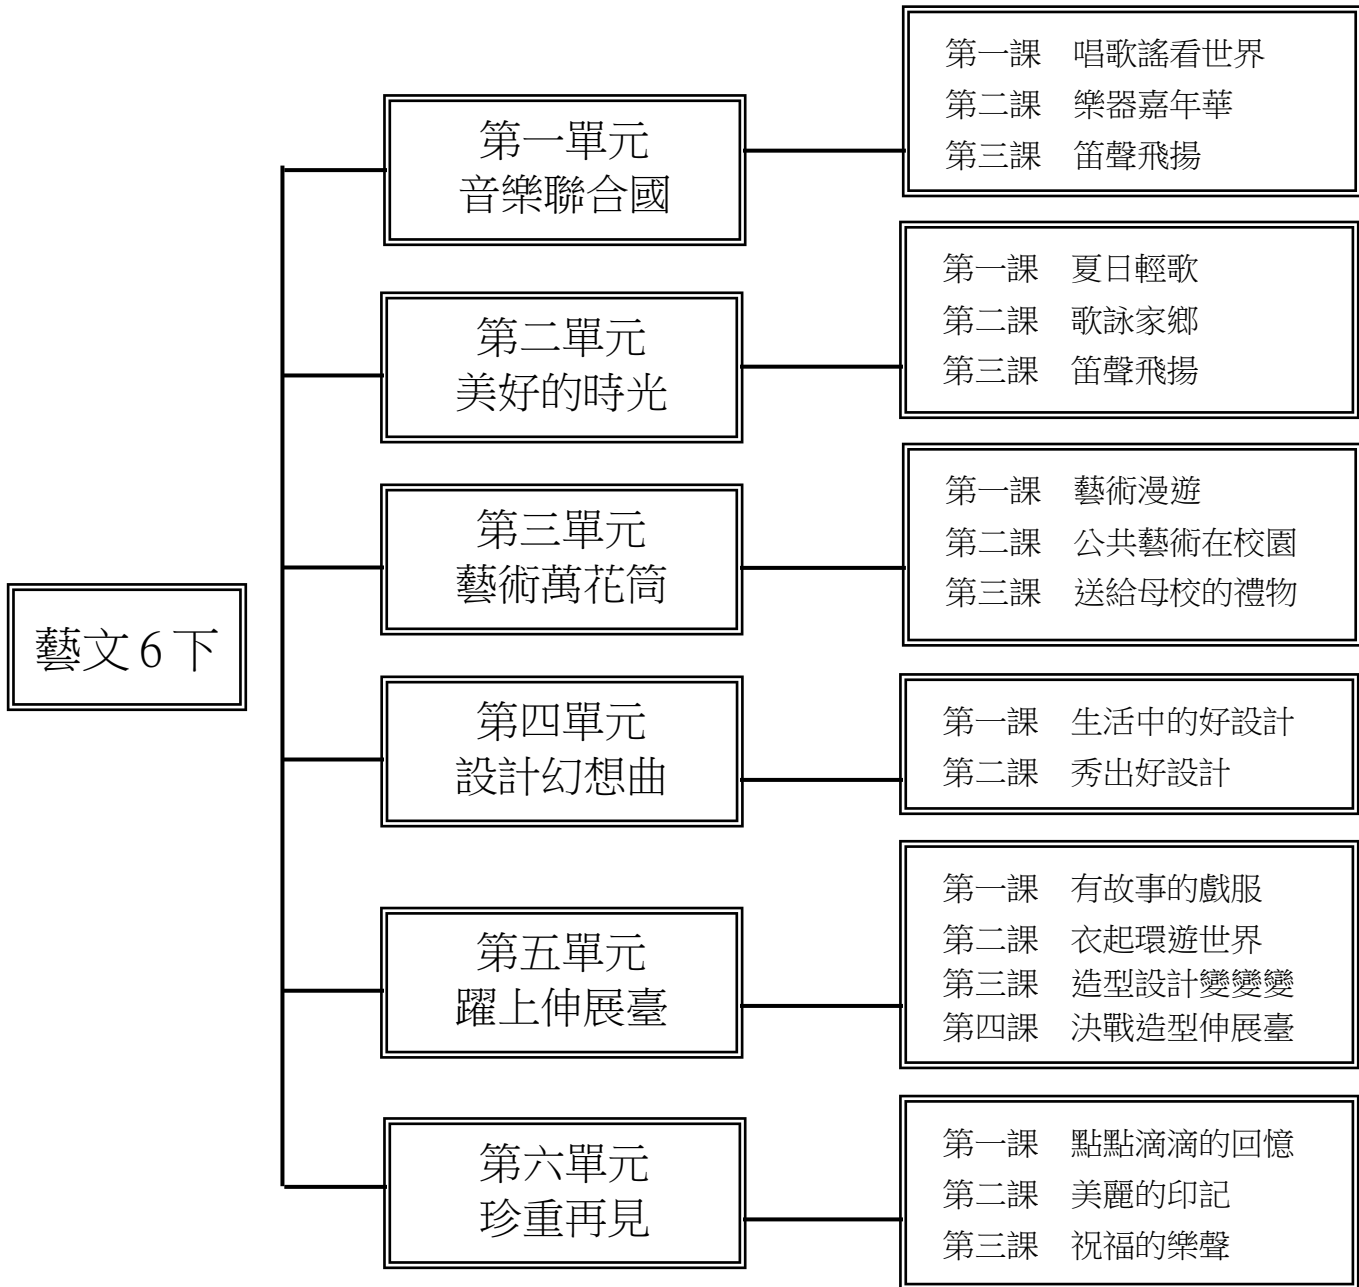 藝文6下
第一單元
音樂聯合國
第一課　唱歌謠看世界
第二課　樂器嘉年華
第三課　笛聲飛揚
第二單元
美好的時光
第一課　夏日輕歌
第二課　歌詠家鄉
第三課　笛聲飛揚
第三單元
藝術萬花筒
第一課　藝術漫遊
第二課　公共藝術在校園
第三課　送給母校的禮物
第四單元
設計幻想曲
第一課　生活中的好設計
第二課　秀出好設計
第五單元
躍上伸展臺
第一課　有故事的戲服
第二課　衣起環遊世界
第三課　造型設計變變變
第四課　決戰造型伸展臺
第六單元
珍重再見
第一課　點點滴滴的回憶
第二課　美麗的印記
第三課　祝福的樂聲